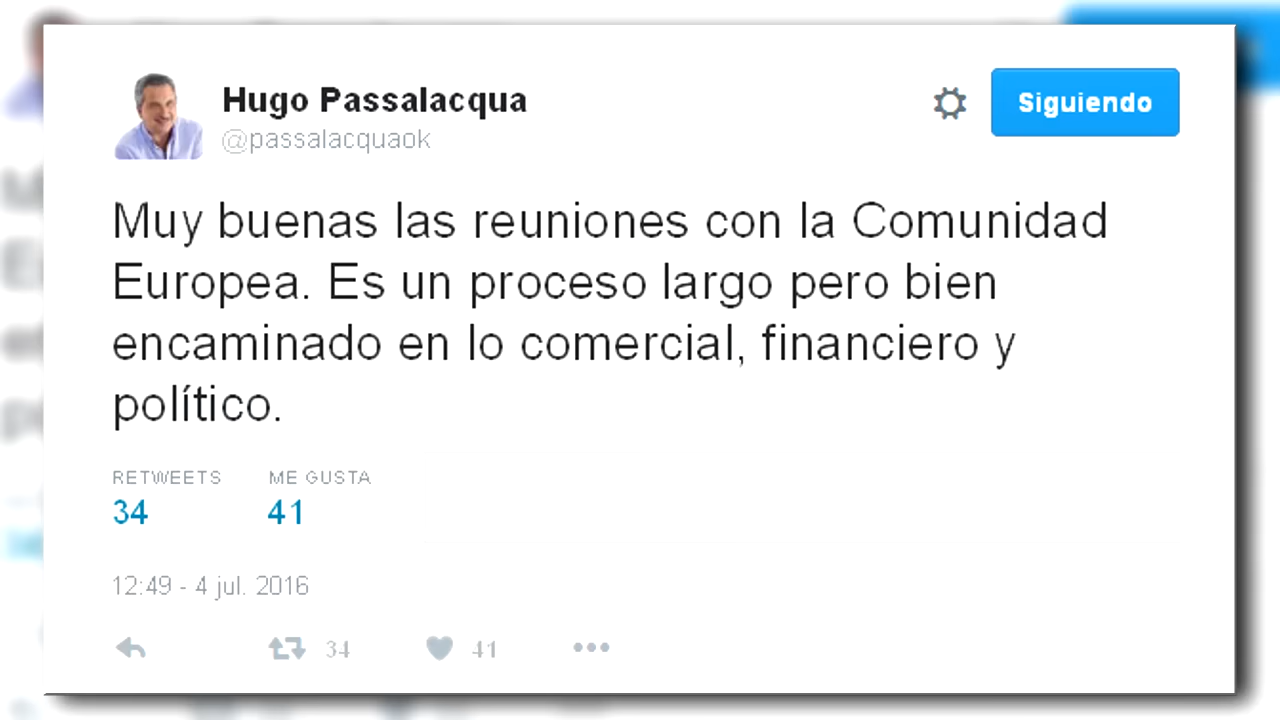 Hugo Passalacqua
@passalacquaok
Siguiendo
Muy buenas las reuniones con la Comunidad
Europea. Es un proceso largo pero bien
encaminado en lo comercial, financiero y
político.
RETWEETS ME GUSTA
34 41
12:49 - 4 jul. 2016
34 41